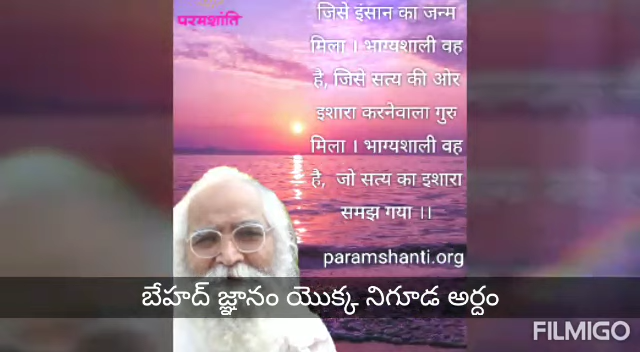 परमशांति
जिसे इंसान का जन्म
मिला । भाग्यशाली वह
है, जिसे सत्य की ओर
इशारा करनेवाला गुरु
मिला । भाग्यशाली वह
है, जो सत्य का इशारा
समझ गया ।।
paramshanti.org
బేహద్ జ్ఞానం యొక్క నిగూడ అర్దం
FILMIGO